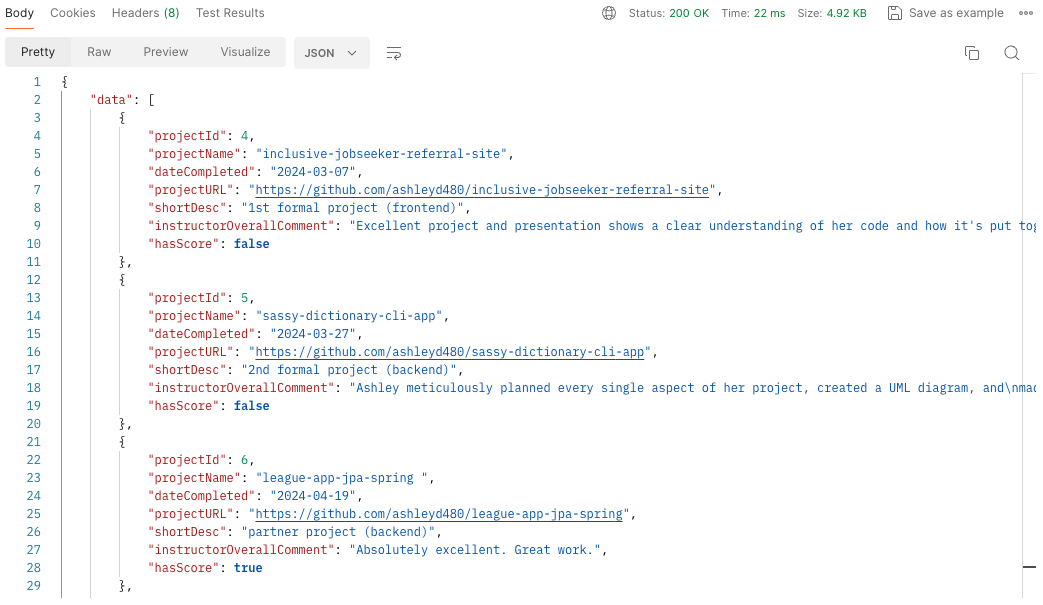 Body Cookies Headers (8) Test Results Status: 200 OK Time: 22 ms Size: 4.92 KB Save as example
Pretty Raw Preview Visualize JSON
1 {
2 "data": [
3 {
4 "projectId": 4,
5 "projectName": "inclusive-jobseeker-referral-site",
6 "dateCompleted": "2024-03-07",
7 "projectURL": "https://github.com/ashleyd480/inclusive-jobseeker-referral-site",
8 "shortDesc": "1st formal project (frontend)",
9 "instructorOverallComment": "Excellent project and presentation shows a clear understanding of her code and how it's put tog
10 "hasScore": false
11 },
12 {
13 "projectId": 5,
14 "projectName": "sassy-dictionary-cli-app",
15 "dateCompleted": "2024-03-27",
16 "projectURL": "https://github.com/ashleyd480/sassy-dictionary-cli-app",
17 "shortDesc": "2nd formal project (backend)",
18 "instructorOverallComment": "Ashley meticulously planned every single aspect of her project, created a UML diagram, and\nmad
19 "hasScore": false
20 },
21 {
22 "projectId": 6,
23 "projectName": "league-app-jpa-spring ",
24 "dateCompleted": "2024-04-19",
25 "projectURL": "https://github.com/ashleyd480/league-app-jpa-spring",
26 "shortDesc": "partner project (backend)",
27 "instructorOverallComment": "Absolutely excellent. Great work.",
28 "hasScore": true
29 },